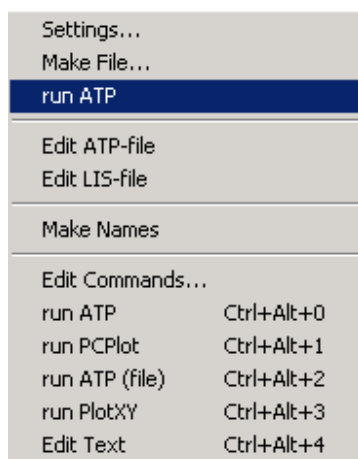 Settings...
Make File...
run ATP
Edit ATP-file
Edit LIS-file
Make Names
Edit Commands...
run ATP Ctrl+Alt+0
run PCPlot Ctrl+Alt+1
run ATP (file) Ctrl+Alt+2
run PlotXY Ctrl+Alt+3
Edit Text Ctrl+Alt+4